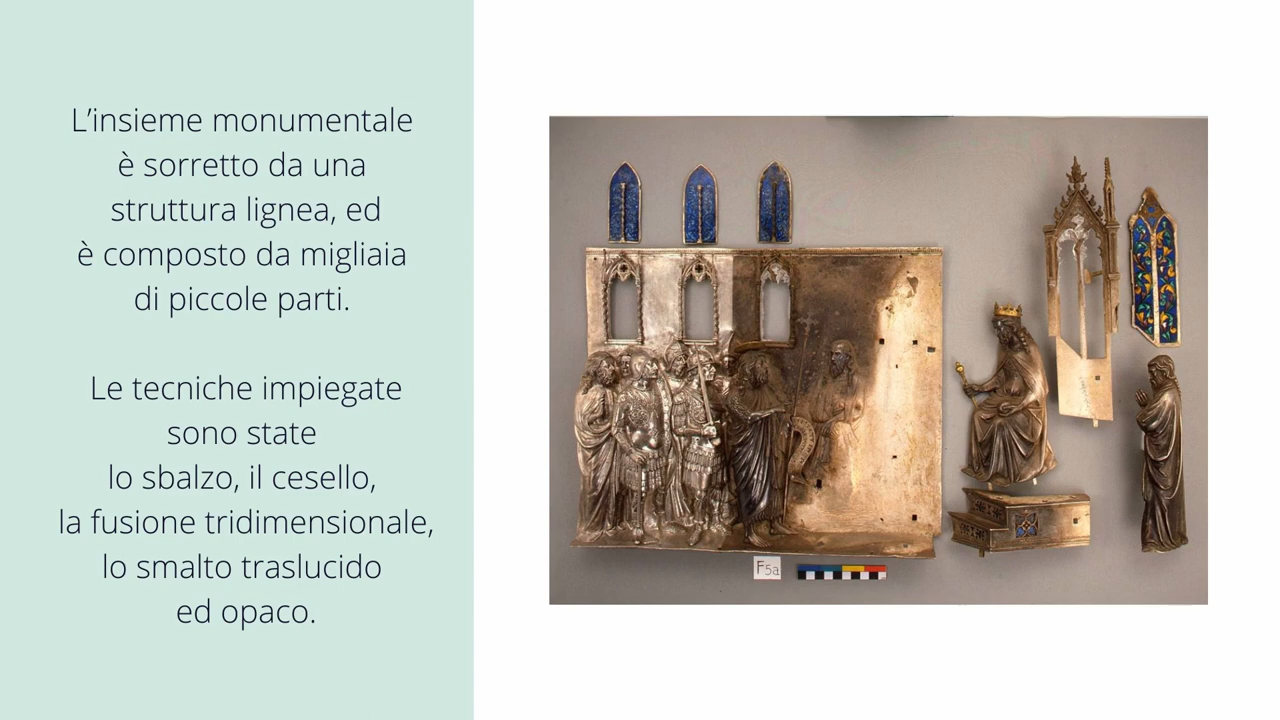 L’insieme monumentale
è sorretto da una
struttura lignea, ed
è composto da migliaia
di piccole parti.
Le tecniche impiegate
sono state
lo sbalzo, il cesello,
la fusione tridimensionale,
lo smalto traslucido
ed opaco.
F5a